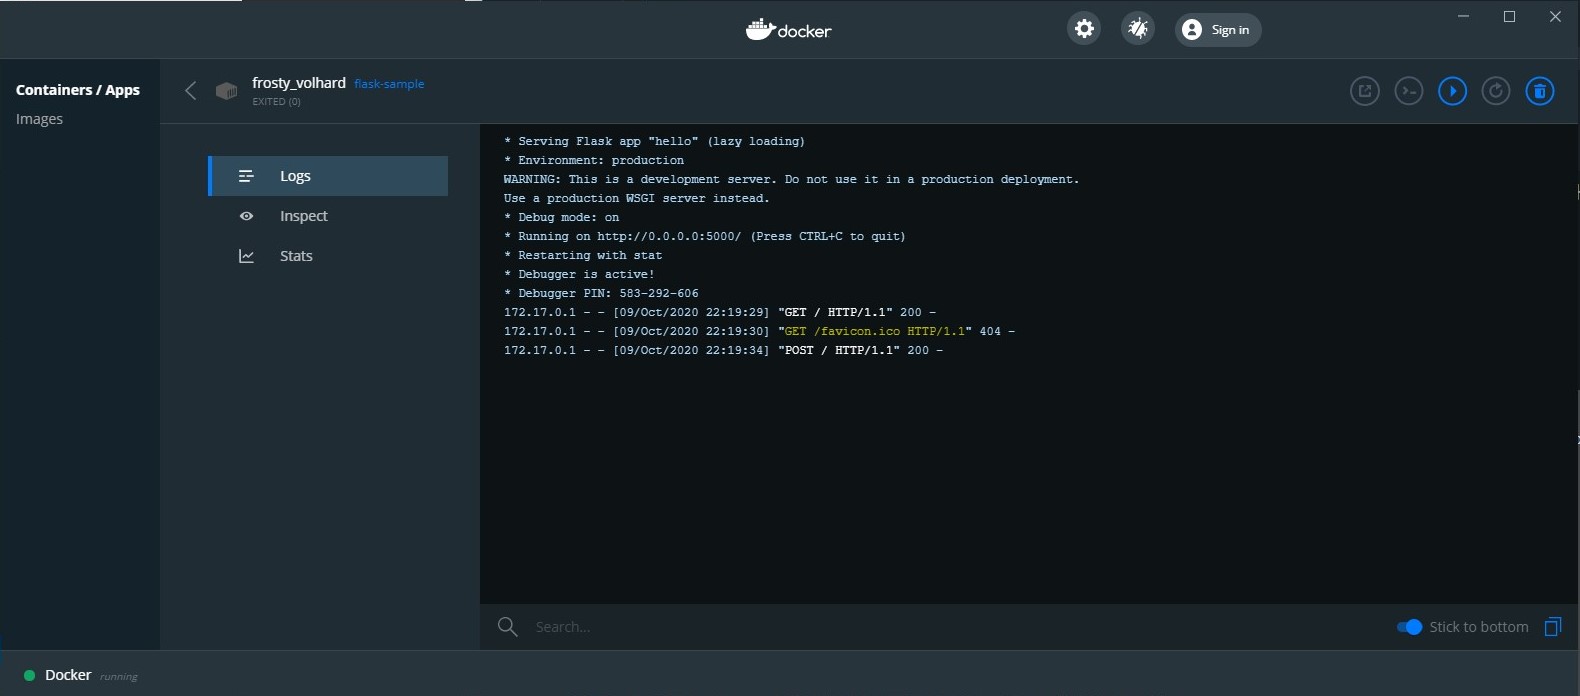 docker
Sign in
Containers / Apps
Images
frosty_volhard flask-sample
EXITED (0)
Logs
Inspect
Stats
* Serving Flask app "hello" (lazy loading)
* Environment: production
WARNING: This is a development server. Do not use it in a production deployment.
Use a production WSGI server instead.
* Debug mode: on
* Running on http://0.0.0.0:5000/ (Press CTRL+C to quit)
* Restarting with stat
* Debugger is active!
* Debugger PIN: 583-292-606
172.17.0.1 - - [09/Oct/2020 22:19:29] "GET / HTTP/1.1" 200 -
172.17.0.1 - - [09/Oct/2020 22:19:30] "GET /favicon.ico HTTP/1.1" 404 -
172.17.0.1 - - [09/Oct/2020 22:19:34] "POST / HTTP/1.1" 200 -
Search...
Stick to bottom
Docker running